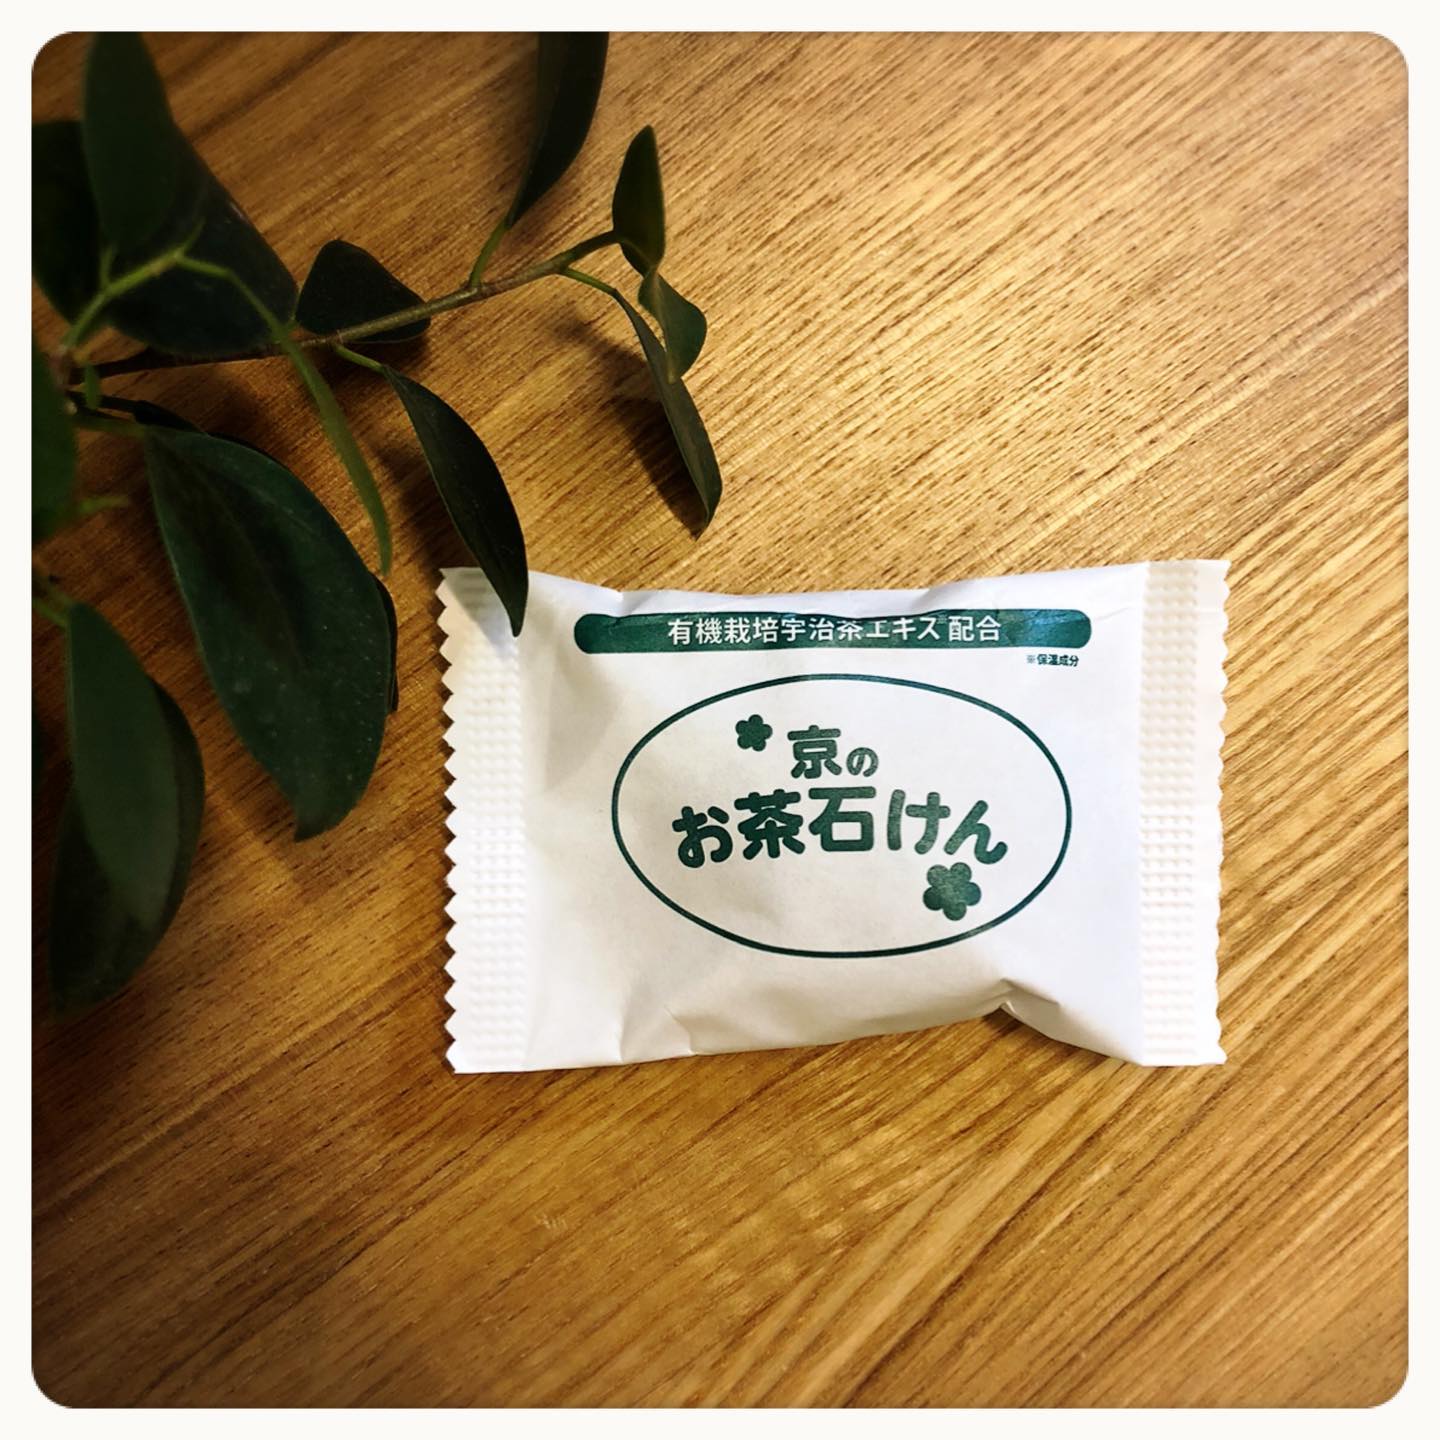 有機栽培宇治茶エキス配合
※保湿成分
京の
お茶石けん